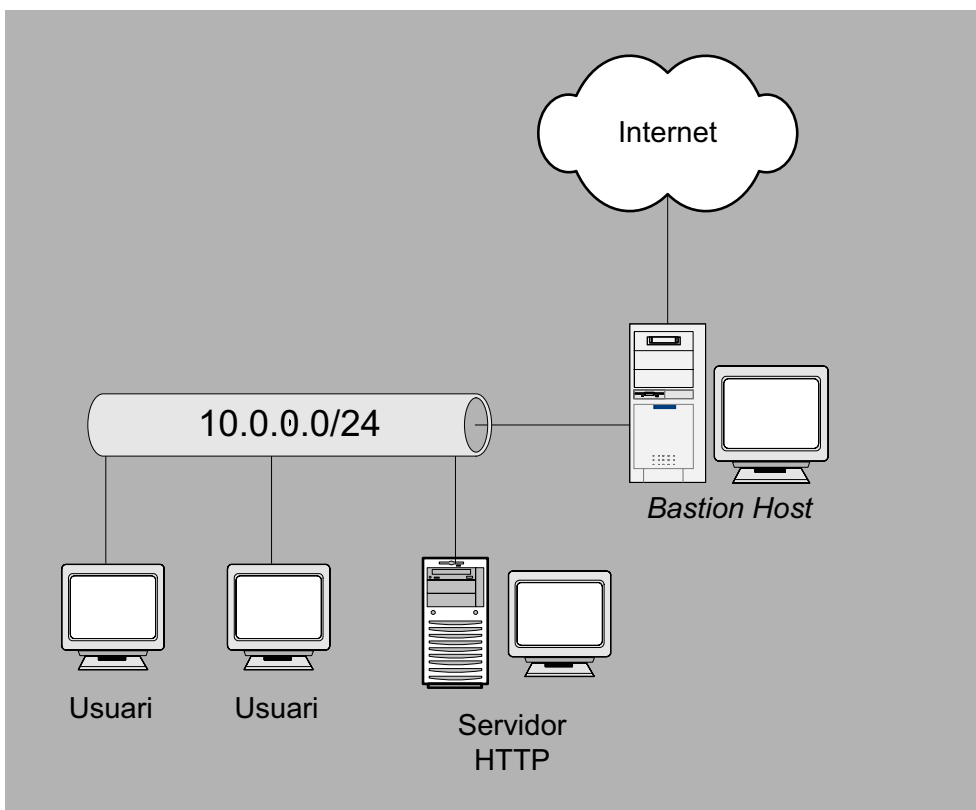 Internet
10.0.0.0/24
Bastion Host
Usuari
Usuari
Servidor
HTTP